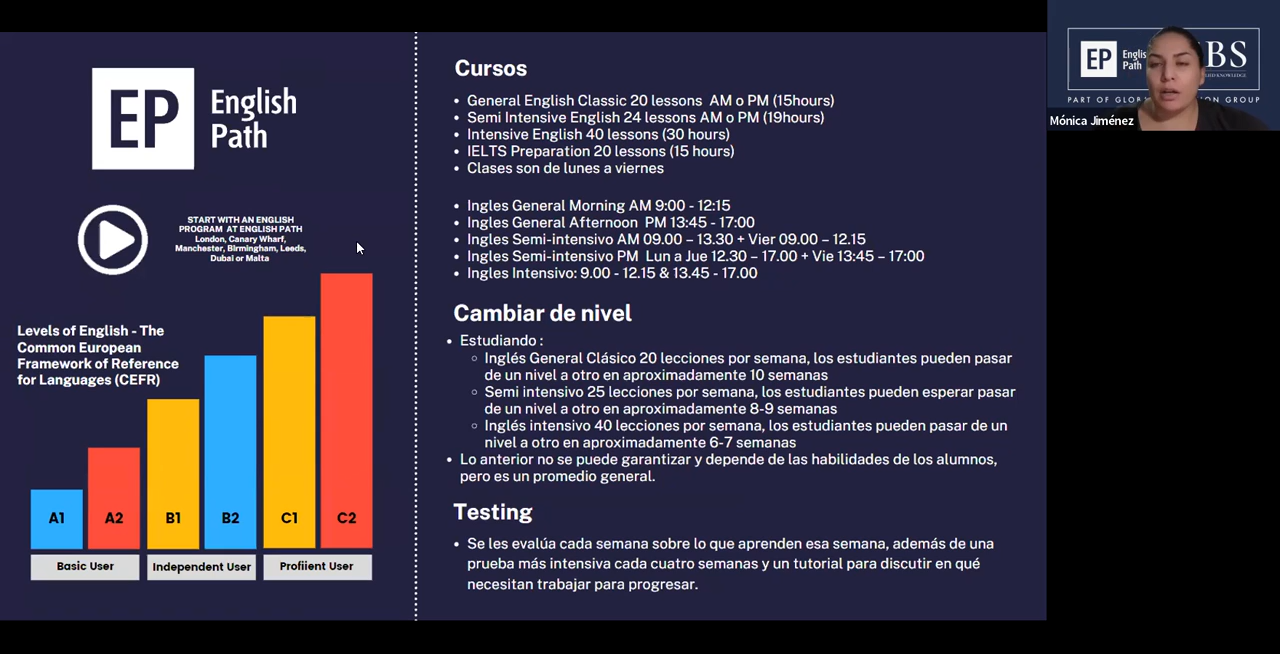 EP
English
Path
START WITH AN ENGLISH
PROGRAM AT ENGLISH PATH
London, Canary Wharf,
Manchester, Birmingham, Leeds,
Dubai or Malta
Levels of English - The
Common European
Framework of Reference
for Languages (CEFR)
A1
A2
B1
B2
C1
C2
Basic User
Independent User
Profiient User
Cursos
• General English Classic 20 lessons AM o PM (15hours)
• Semi Intensive English 24 lessons AM o PM (19hours)
• Intensive English 40 lessons (30 hours)
• IELTS Preparation 20 lessons (15 hours)
• Clases son de lunes a viernes
• Ingles General Morning AM 9:00 - 12:15
• Ingles General Afternoon PM 13:45 - 17:00
• Ingles Semi-intensivo AM 09.00 – 13.30 + Vier 09.00 – 12.15
• Ingles Semi-intensivo PM Lun a Jue 12.30 – 17.00 + Vie 13:45 – 17:00
• Ingles Intensivo: 9.00 - 12.15 & 13.45 - 17.00
Cambiar de nivel
• Estudiando :
○ Inglés General Clásico 20 lecciones por semana, los estudiantes pueden pasar
de un nivel a otro en aproximadamente 10 semanas
○ Semi intensivo 25 lecciones por semana, los estudiantes pueden esperar pasar
de un nivel a otro en aproximadamente 8-9 semanas
○ Inglés intensivo 40 lecciones por semana, los estudiantes pueden pasar de un
nivel a otro en aproximadamente 6-7 semanas
• Lo anterior no se puede garantizar y depende de las habilidades de los alumnos,
pero es un promedio general.
Testing
• Se les evalúa cada semana sobre lo que aprenden esa semana, además de una
prueba más intensiva cada cuatro semanas y un tutorial para discutir en qué
necesitan trabajar para progresar.
EP
Path
BS
PART OF
GROUP
Mónica Jiménez